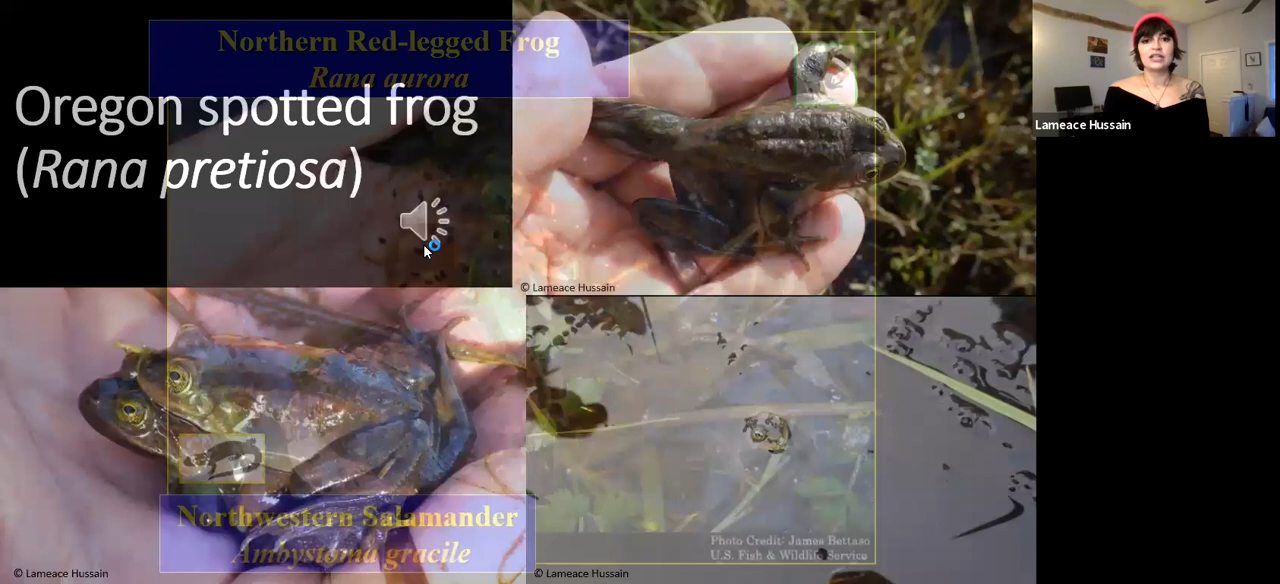 Northern Red-legged Frog
Rana aurora
Oregon spotted frog
(Rana pretiosa)
Lameace Hussain
© Lameace Hussain
Northwestern Salamander
Ambystoma gracile
Photo Credit: James Bettaso
U.S. Fish & Wildlife Service
© Lameace Hussain
© Lameace Hussain